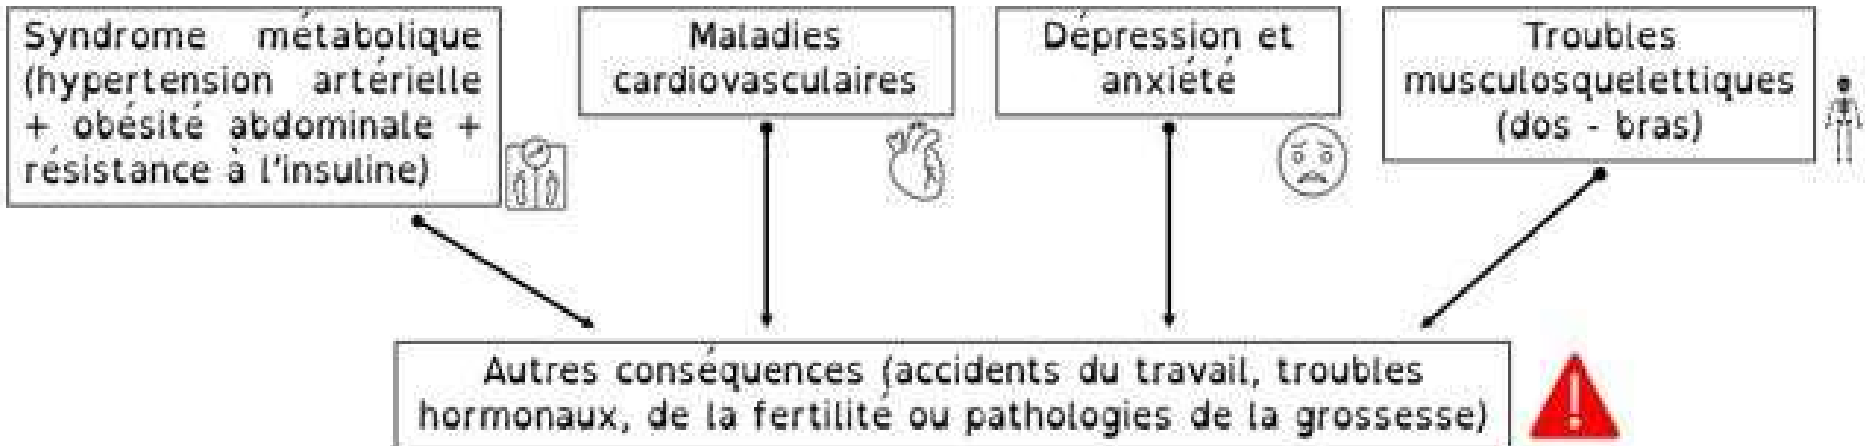 Syndrome métabolique
(hypertension artérielle
+ obésité abdominale +
résistance à l'insuline)
Maladies
cardiovasculaires
Dépression et
anxiété
Troubles
musculosquelettiques
(dos - bras)
Autres conséquences (accidents du travail, troubles
hormonaux, de la fertilité ou pathologies de la grossesse)